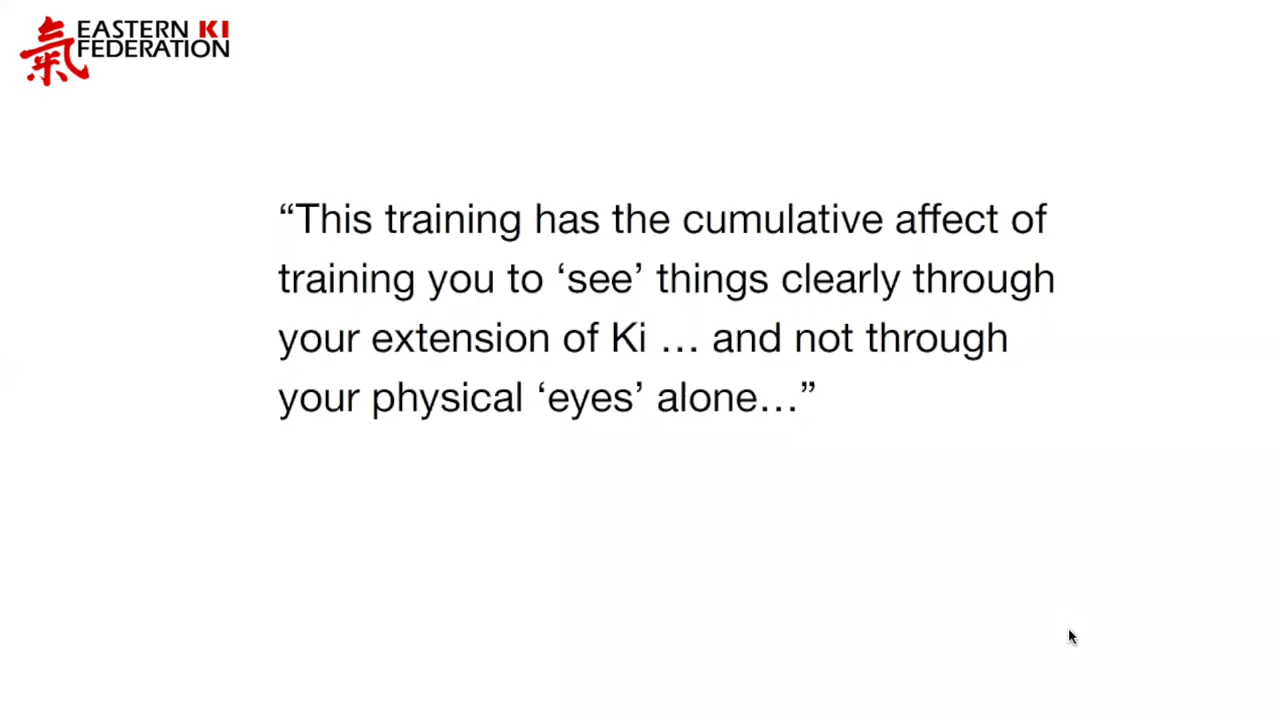 氣
EASTERN KI
FEDERATION
“This training has the cumulative affect of
training you to ‘see’ things clearly through
your extension of Ki … and not through
your physical ‘eyes’ alone…”